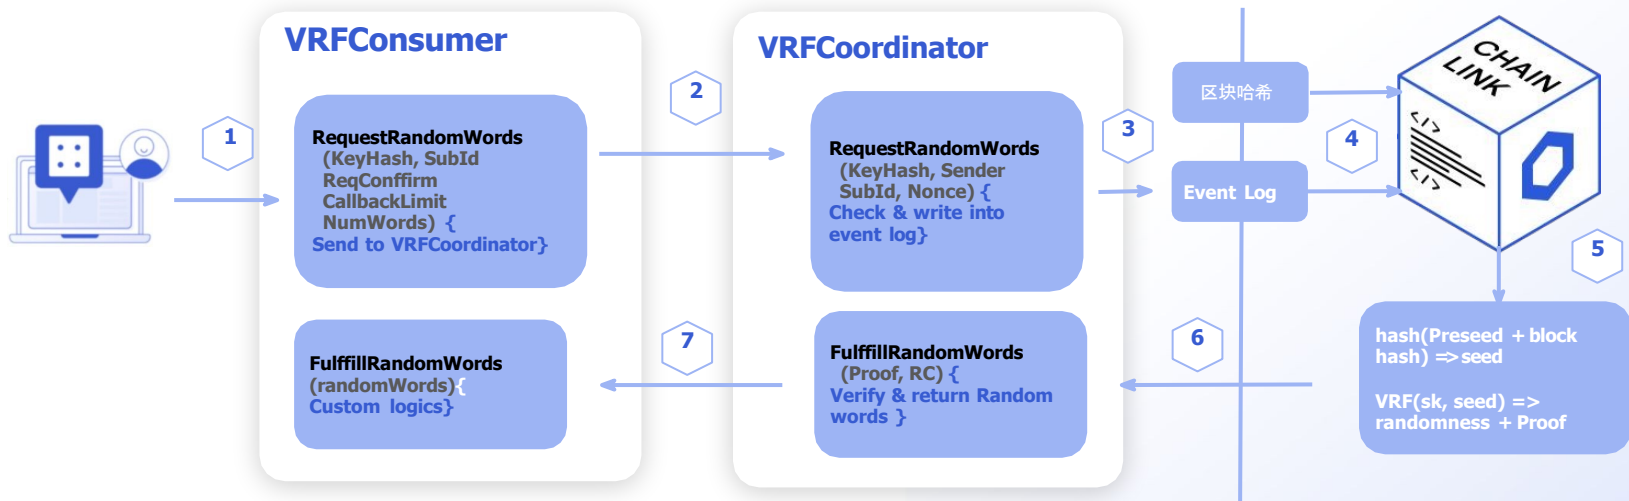 VRFConsumer
VRFCoordinator
1
2
3
4
5
6
7
RequestRandomWords
(KeyHash, SubId
ReqConffirm
CallbackLimit
NumWords) {
Send to VRFCoordinator}
RequestRandomWords
(KeyHash, Sender
SubId, Nonce) {
Check & write into
event log}
区块哈希
Event Log
CHAIN
LINK
</>
</>
hash(Preseed + block
hash) => seed
VRF(sk, seed) =>
randomness + Proof
FulffillRandomWords
(Proof, RC) {
Verify & return Random
words }
FulffillRandomWords
(randomWords){
Custom logics}